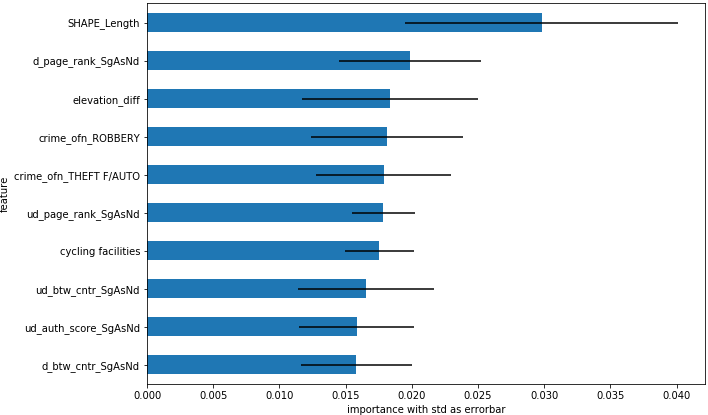 SHAPE_Length
d_page_rank_SgAsNd
elevation_diff
crime_ofn_ROBBERY
crime_ofn_THEFT F/AUTO
ud_page_rank_SgAsNd
cycling facilities
ud_btw_cntr_SgAsNd
ud_auth_score_SgAsNd
d_btw_cntr_SgAsNd
feature
0.000 0.005 0.010 0.015 0.020 0.025 0.030 0.035 0.040
importance with std as errorbar